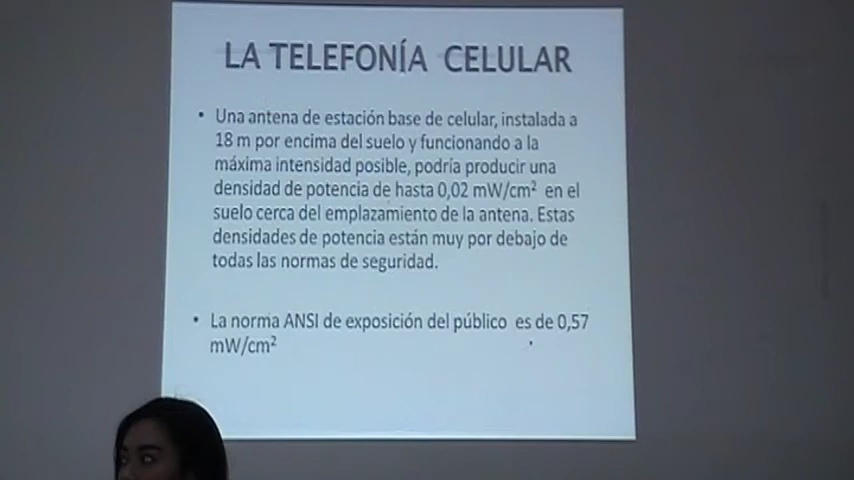 LA TELEFONÍA CELULAR
• Una antena de estación base de celular, instalada a
18 m por encima del suelo y funcionando a la
máxima intensidad posible, podría producir una
densidad de potencia de hasta 0,02 mW/cm² en el
suelo cerca del emplazamiento de la antena. Estas
densidades de potencia están muy por debajo de
todas las normas de seguridad.
• La norma ANSI de exposición del público es de 0,57
mW/cm²